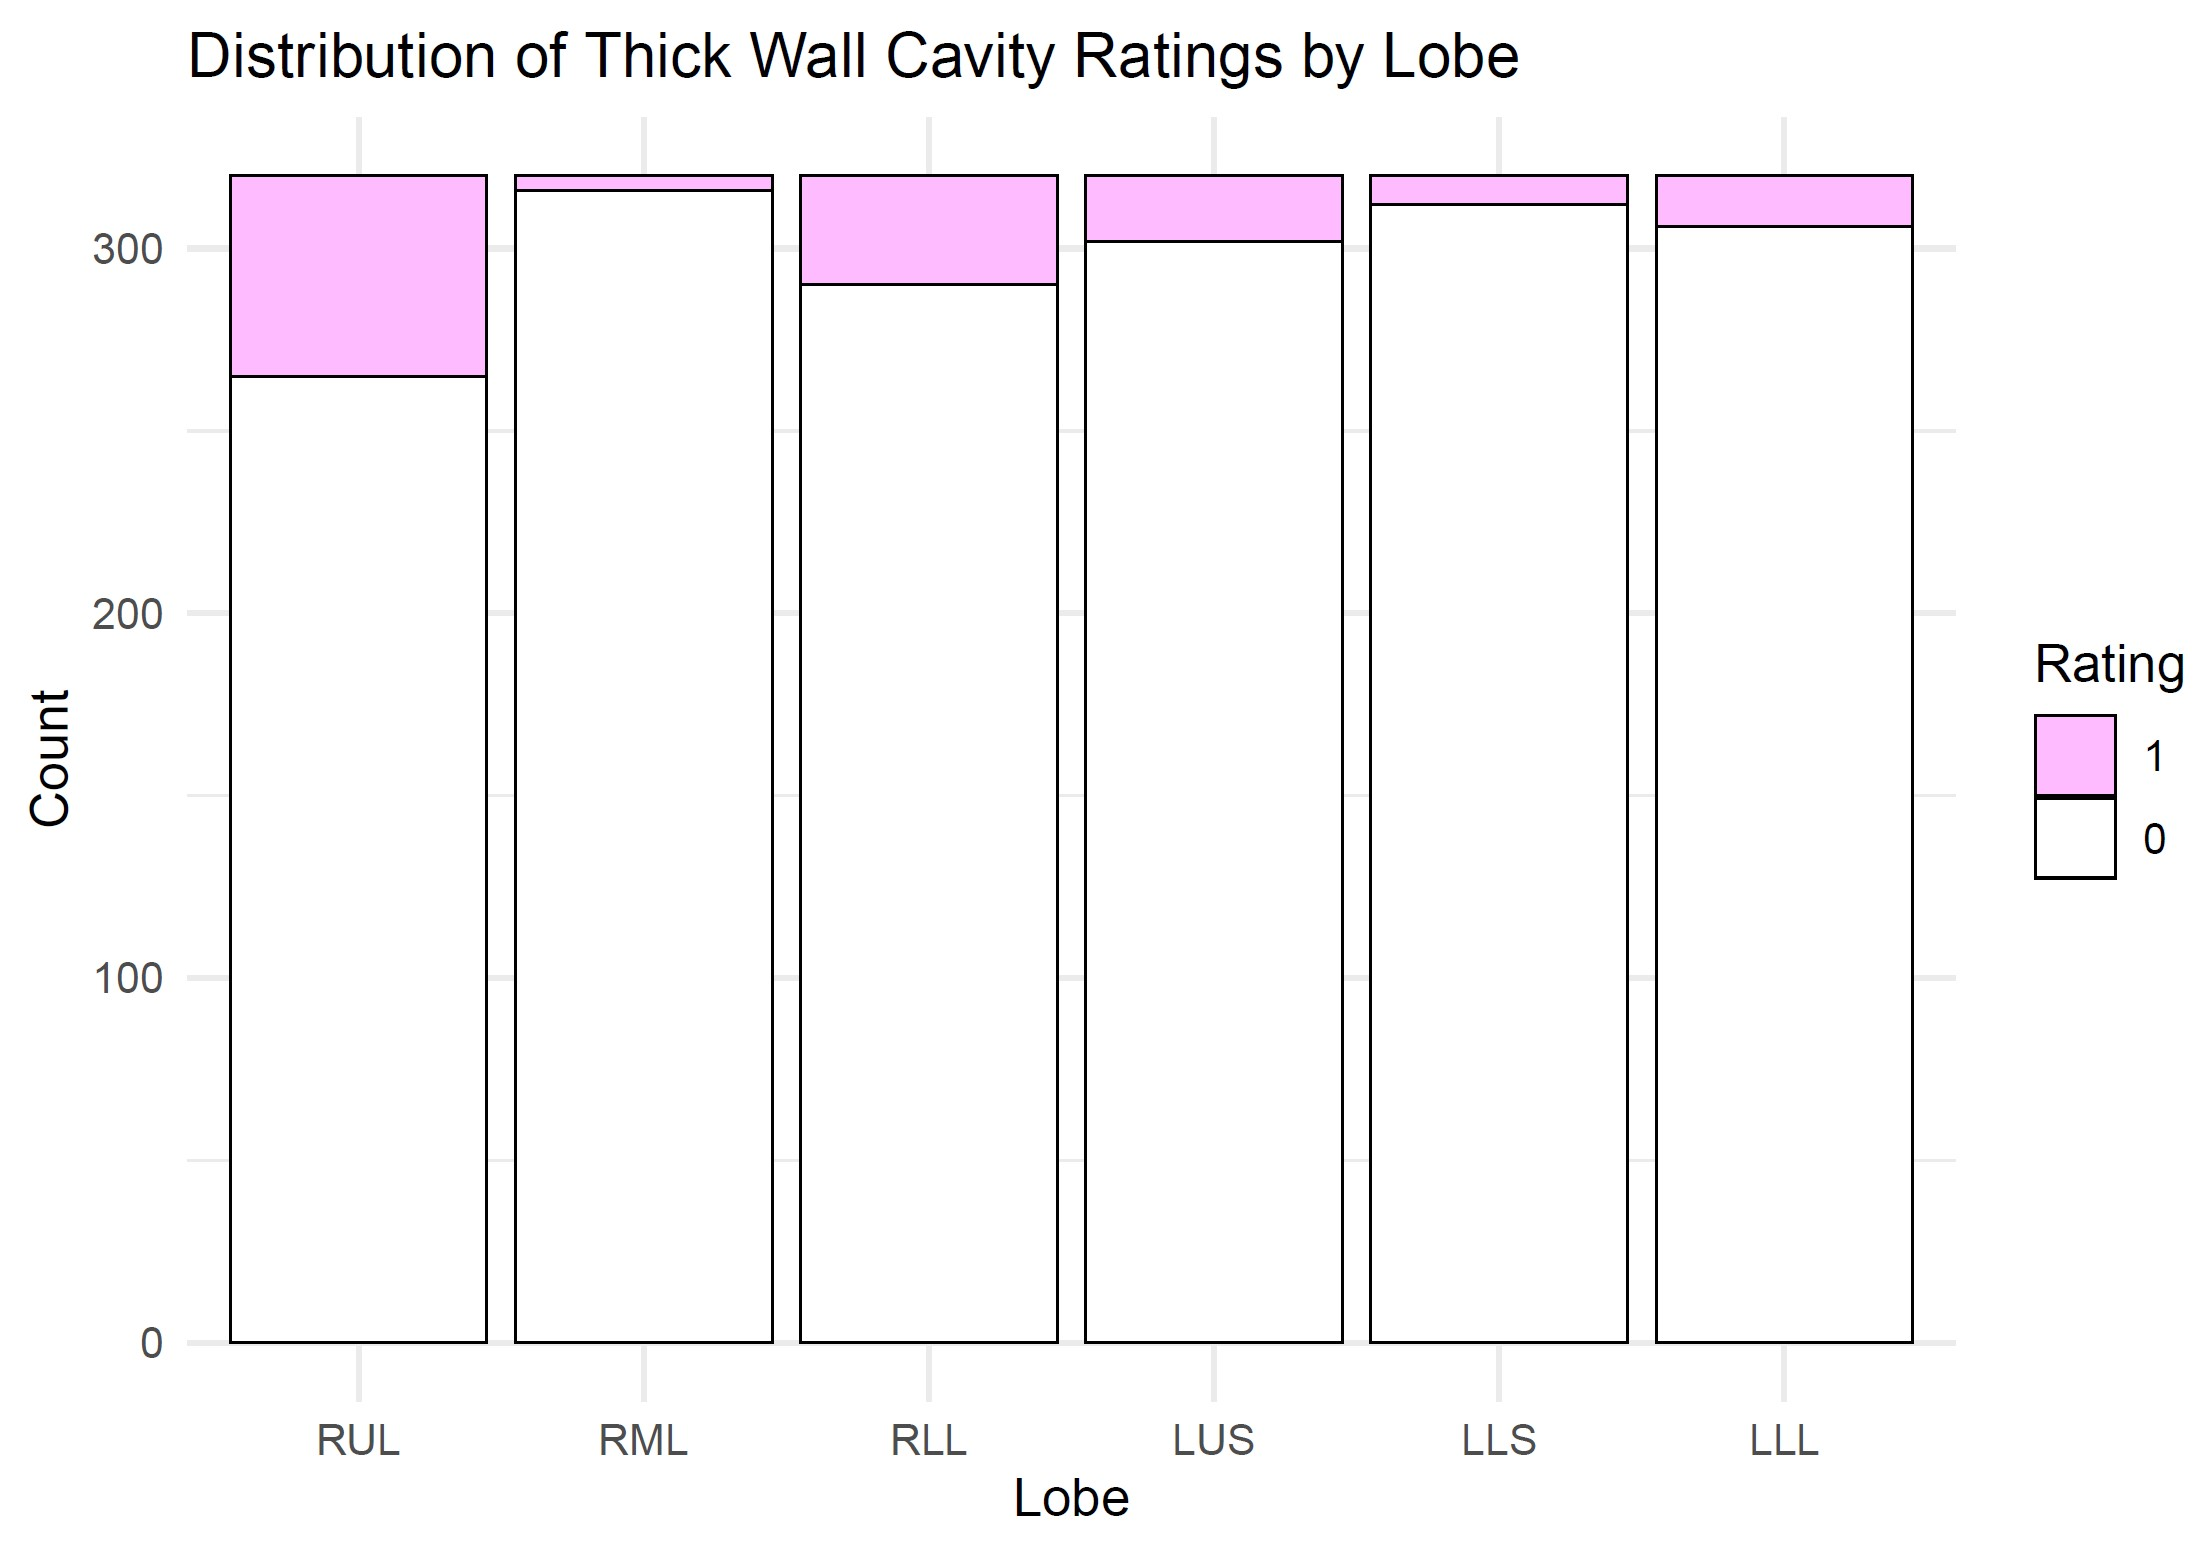 Distribution of Thick Wall Cavity Ratings by Lobe
300
200
100
0
Count
RUL RML RLL LUS LLS LLL
Lobe
Rating
1
0